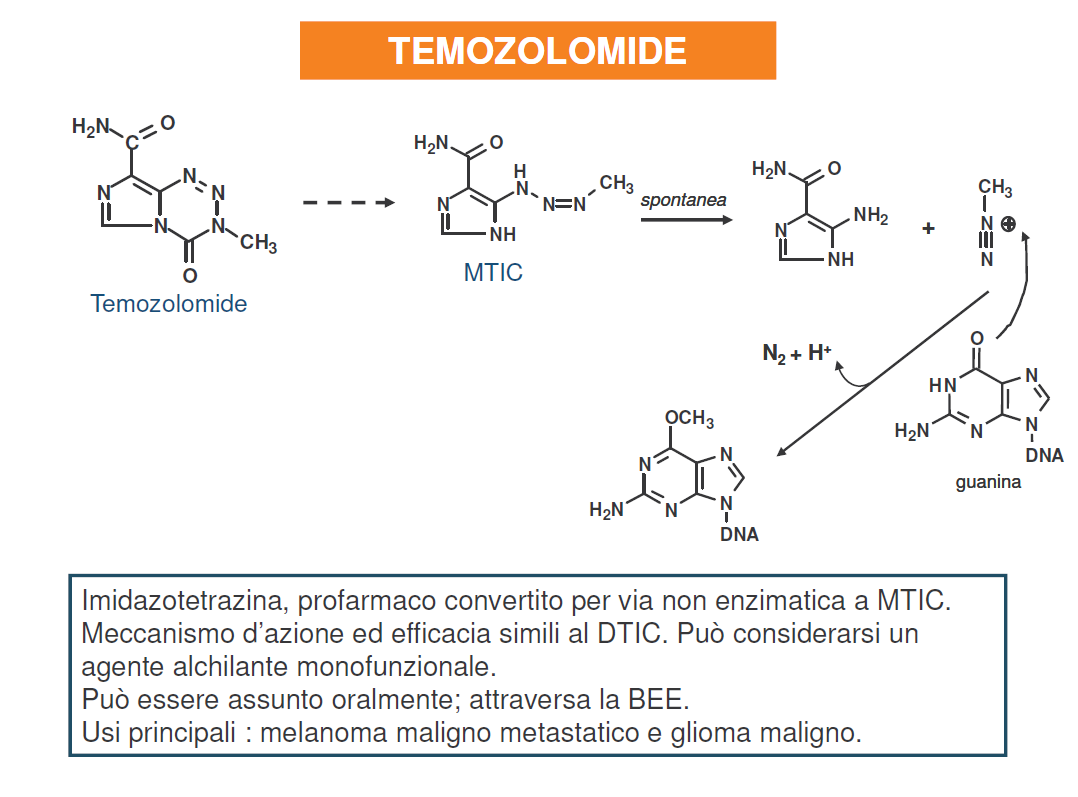 TEMOZOLOMIDE
H₂N
C
O
N
N
N
N
N
CH₃
O
Temozolomide
H₂N
O
N
NH
H
N
N=N
CH₃
MTIC
spontanea
H₂N
O
N
NH
NH₂
+
CH₃
N ⊕
N
N₂ + H⁺
O
HN
N
H₂N
N
N
DNA
guanina
OCH₃
N
N
H₂N
N
N
DNA
Imidazotetrazina, profarmaco convertito per via non enzimatica a MTIC.
Meccanismo d'azione ed efficacia simili al DTIC. Può considerarsi un
agente alchilante monofunzionale.
Può essere assunto oralmente; attraversa la BEE.
Usi principali : melanoma maligno metastatico e glioma maligno.